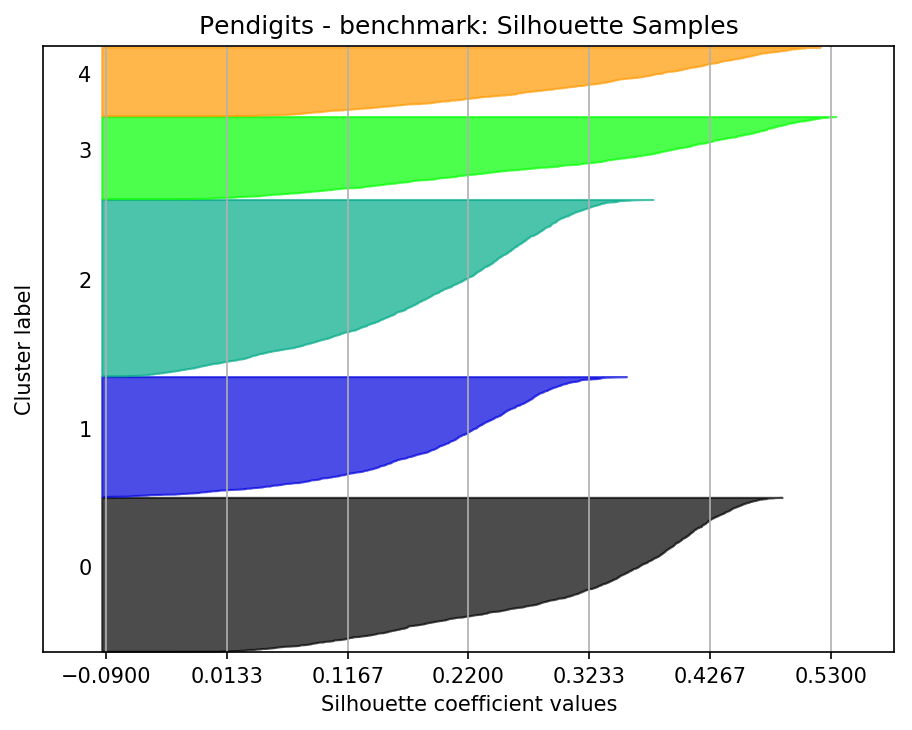 Pendigits - benchmark: Silhouette Samples
4
3
2
1
0
Cluster label
−0.0900 0.0133 0.1167 0.2200 0.3233 0.4267 0.5300
Silhouette coefficient values